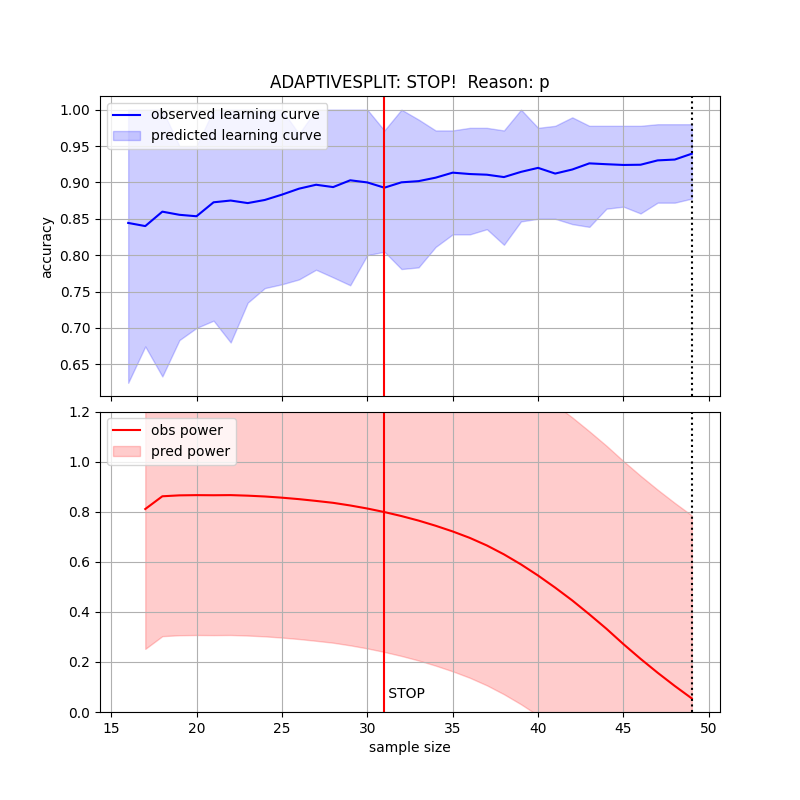 ADAPTIVESPLIT: STOP!  Reason: p
observed learning curve
predicted learning curve
1.00
0.95
0.90
0.85
0.80
0.75
0.70
0.65
accuracy
obs power
pred power
1.2
1.0
0.8
0.6
0.4
0.2
0.0
STOP
15 20 25 30 35 40 45 50
sample size